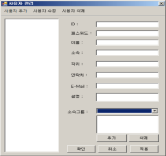 사용자 관리
사용자 추가 사용자 수정 사용자 삭제
ID :
패스워드 :
이름 :
소속 :
직위 :
연락처 :
E-Mail :
설명 :
소속그룹 :
추가 삭제
확인 취소 적용